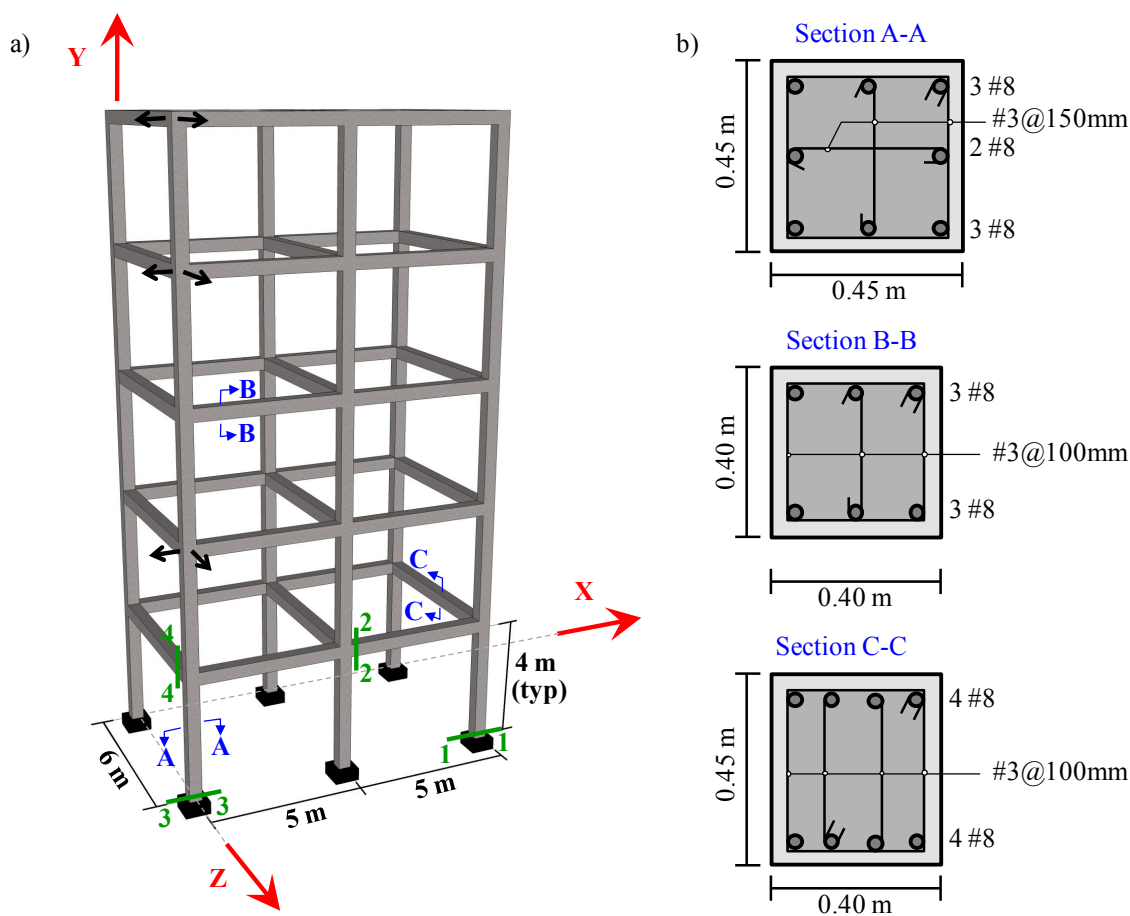 a)
Y
B
B
C
C
X
2
2
4
4
4 m
(typ)
A
A
1
1
6 m
3
3
5 m
5 m
Z
b)
Section A-A
3 #8
#3@150mm
2 #8
3 #8
0.45 m
0.45 m
Section B-B
3 #8
#3@100mm
3 #8
0.40 m
0.40 m
Section C-C
4 #8
#3@100mm
4 #8
0.45 m
0.40 m